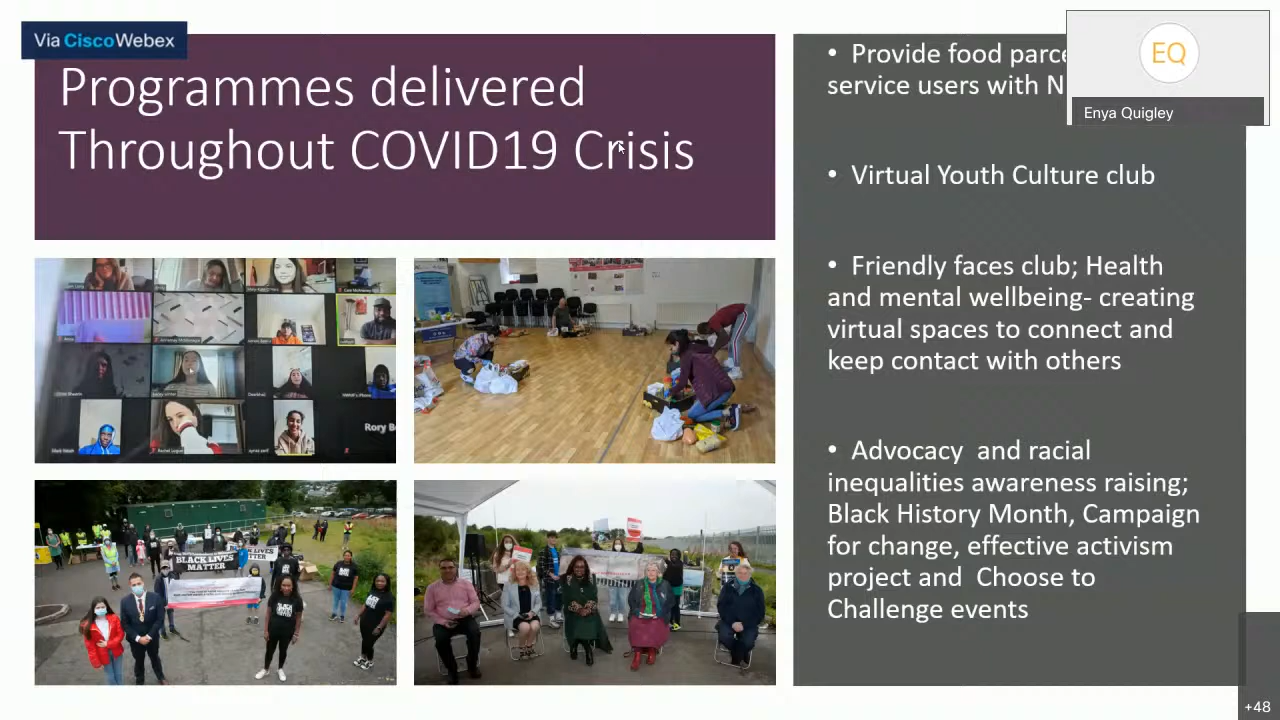 Via Cisco Webex
Programmes delivered
Throughout COVID19 Crisis
• Provide food
service users with
EQ
Enya Quigley
• Virtual Youth Culture club
• Friendly faces club; Health
and mental wellbeing- creating
virtual spaces to connect and
keep contact with others
• Advocacy and racial
inequalities awareness raising;
Black History Month, Campaign
for change, effective activism
project and Choose to
Challenge events
Rory
BLACK LIVES
MATTER
LIVES
MATTER
+48